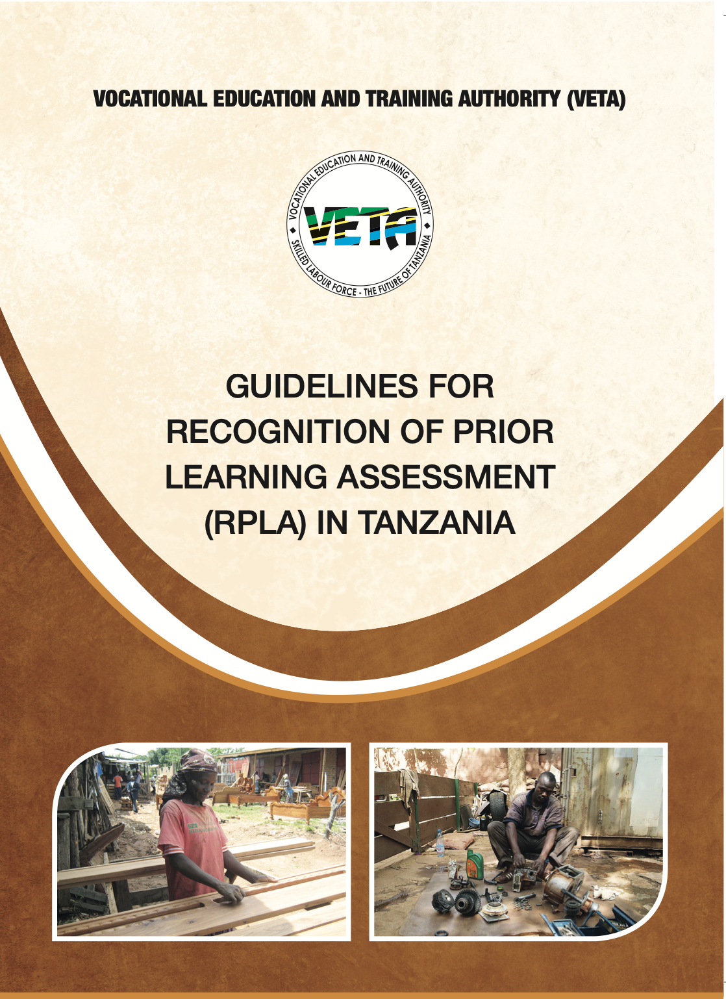 VOCATIONAL EDUCATION AND TRAINING AUTHORITY (VETA)
VOCATIONAL EDUCATION AND TRAINING AUTHORITY
VETA
SKILLED LABOUR FORCE - THE FUTURE OF TANZANIA
GUIDELINES FOR
RECOGNITION OF PRIOR
LEARNING ASSESSMENT
(RPLA) IN TANZANIA